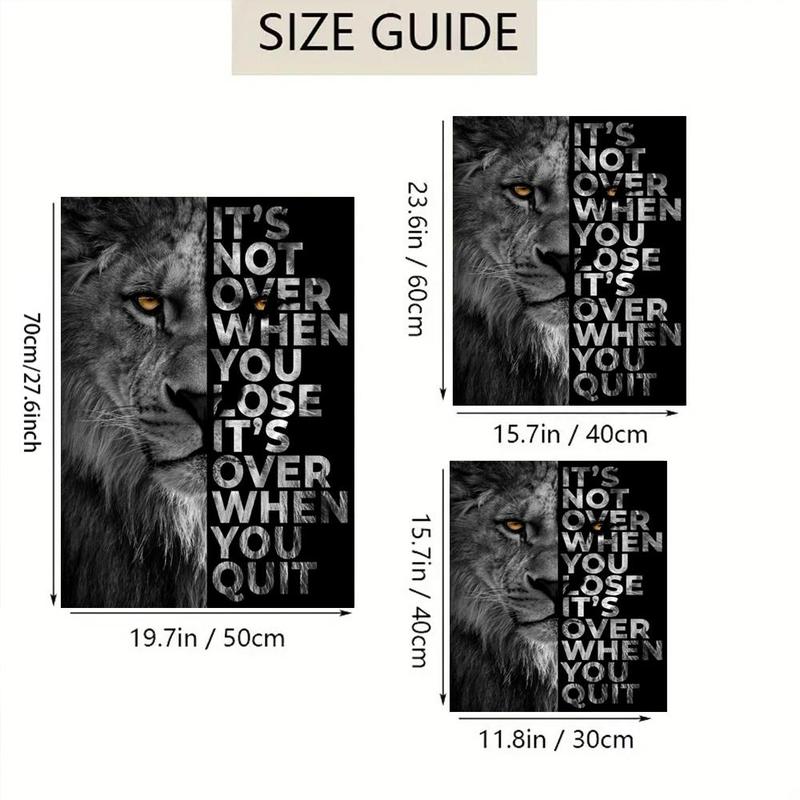 SIZE GUIDE
IT'S
NOT
OVER
WHEN
YOU
LOSE
IT'S
OVER
WHEN
YOU
QUIT
70cm/27.6inch
19.7in / 50cm
IT'S
NOT
OVER
WHEN
YOU
LOSE
IT'S
OVER
WHEN
YOU
QUIT
23.6in / 60cm
15.7in / 40cm
IT'S
NOT
OVER
WHEN
YOU
LOSE
IT'S
OVER
WHEN
YOU
QUIT
15.7in / 40cm
11.8in / 30cm